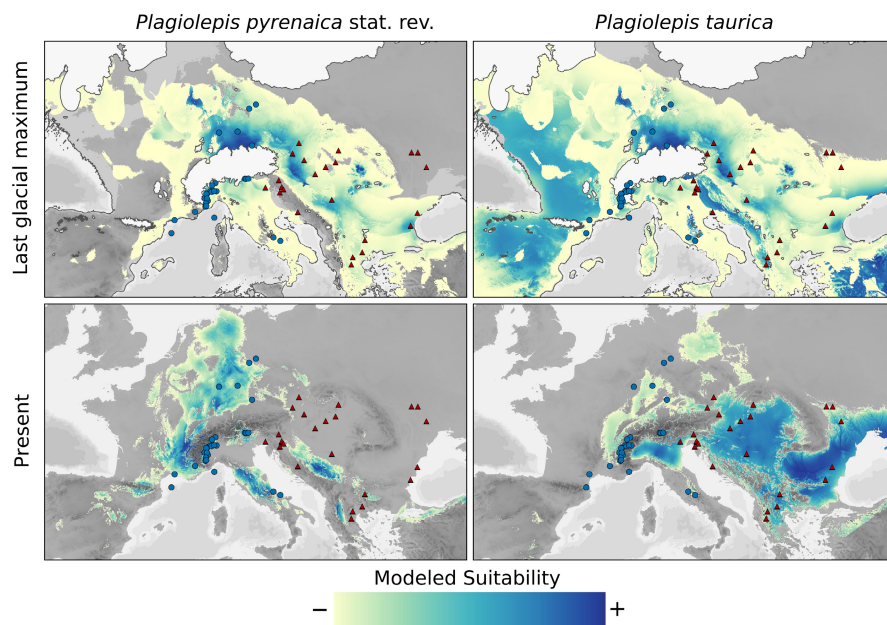 Plagiolepis pyrenaica stat. rev.
Plagiolepis taurica
Last glacial maximum
Present
Modeled Suitability
− +